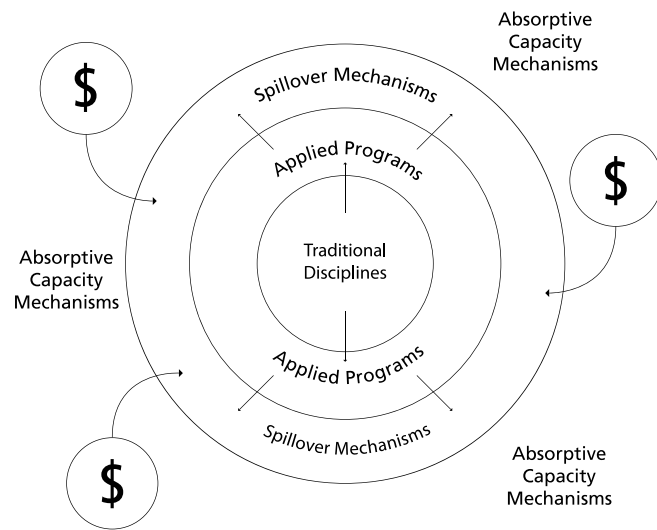 Absorptive
Capacity
Mechanisms
Spillover Mechanisms
$
Applied Programs
$
Traditional
Disciplines
Absorptive
Capacity
Mechanisms
Applied Programs
Spillover Mechanisms
$
Absorptive
Capacity
Mechanisms